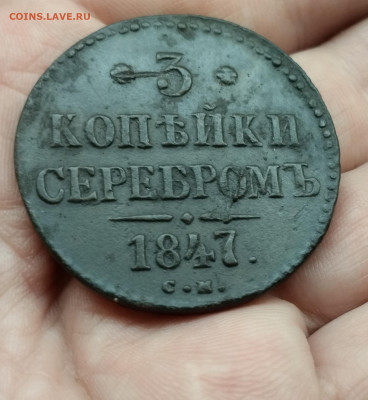 COINS.LAVE.RU
3
КОПѢЙКИ
СЕРЕБРОМЪ
1847.
С.М.